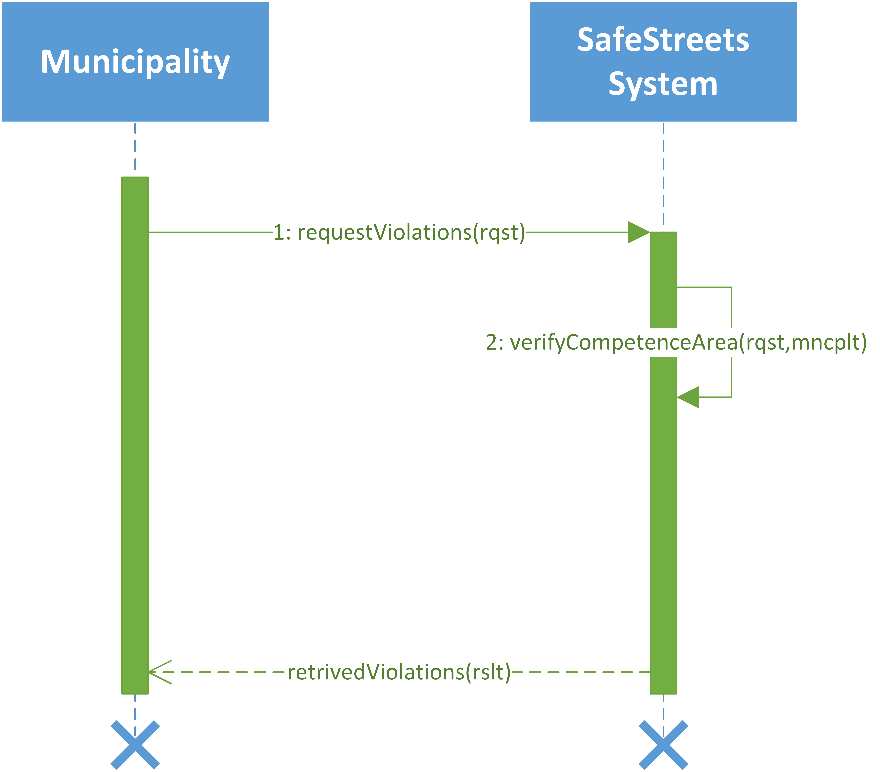 Municipality
SafeStreets
System
1: requestViolations(rqst)
2: verifyCompetenceArea(rqst,mncplt)
retrivedViolations(rslt)